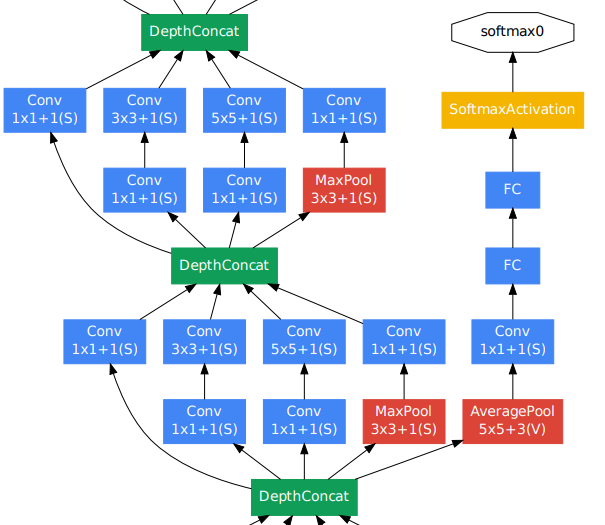 DepthConcat
softmax0
Conv
1x1+1(S)
Conv
3x3+1(S)
Conv
5x5+1(S)
Conv
1x1+1(S)
SoftmaxActivation
Conv
1x1+1(S)
Conv
1x1+1(S)
MaxPool
3x3+1(S)
FC
DepthConcat
FC
Conv
1x1+1(S)
Conv
3x3+1(S)
Conv
5x5+1(S)
Conv
1x1+1(S)
Conv
1x1+1(S)
Conv
1x1+1(S)
Conv
1x1+1(S)
MaxPool
3x3+1(S)
AveragePool
5x5+3(V)
DepthConcat